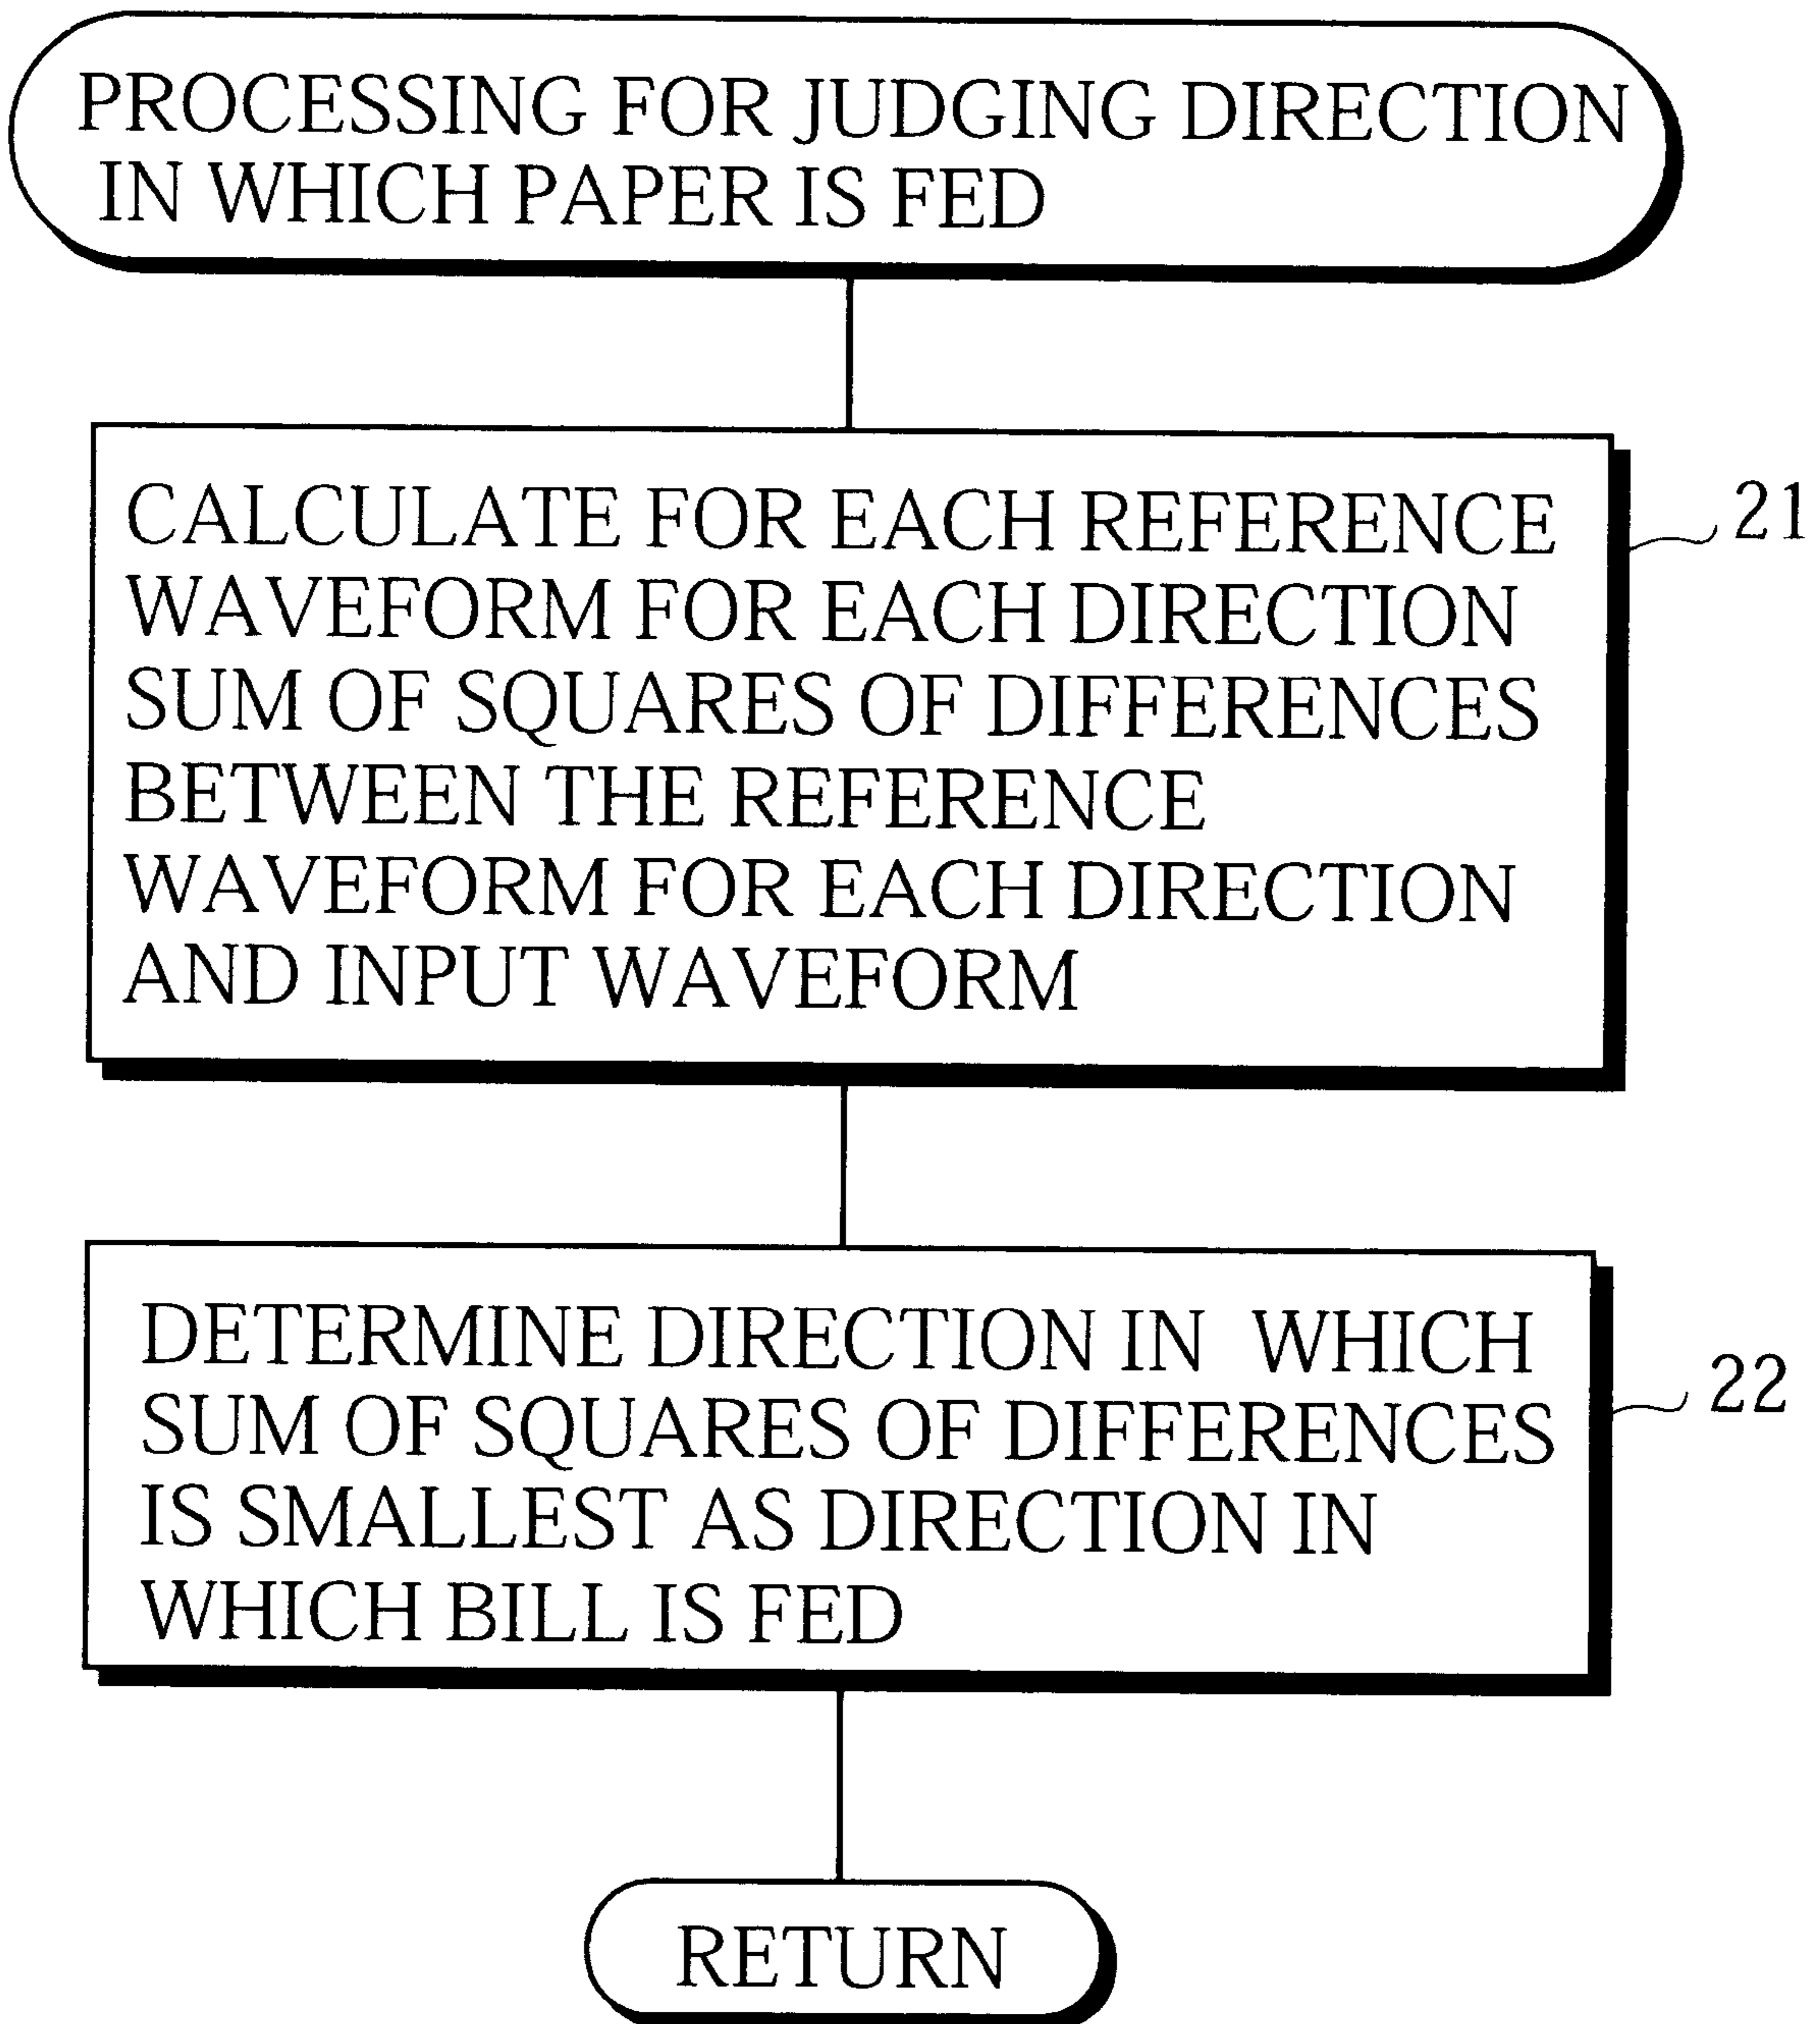 PROCESSING FOR JUDGING DIRECTION
IN WHICH PAPER IS FED
CALCULATE FOR EACH REFERENCE
WAVEFORM FOR EACH DIRECTION
SUM OF SQUARES OF DIFFERENCES
BETWEEN THE REFERENCE
WAVEFORM FOR EACH DIRECTION
AND INPUT WAVEFORM
21
DETERMINE DIRECTION IN WHICH
SUM OF SQUARES OF DIFFERENCES
IS SMALLEST AS DIRECTION IN
WHICH BILL IS FED
22
RETURN